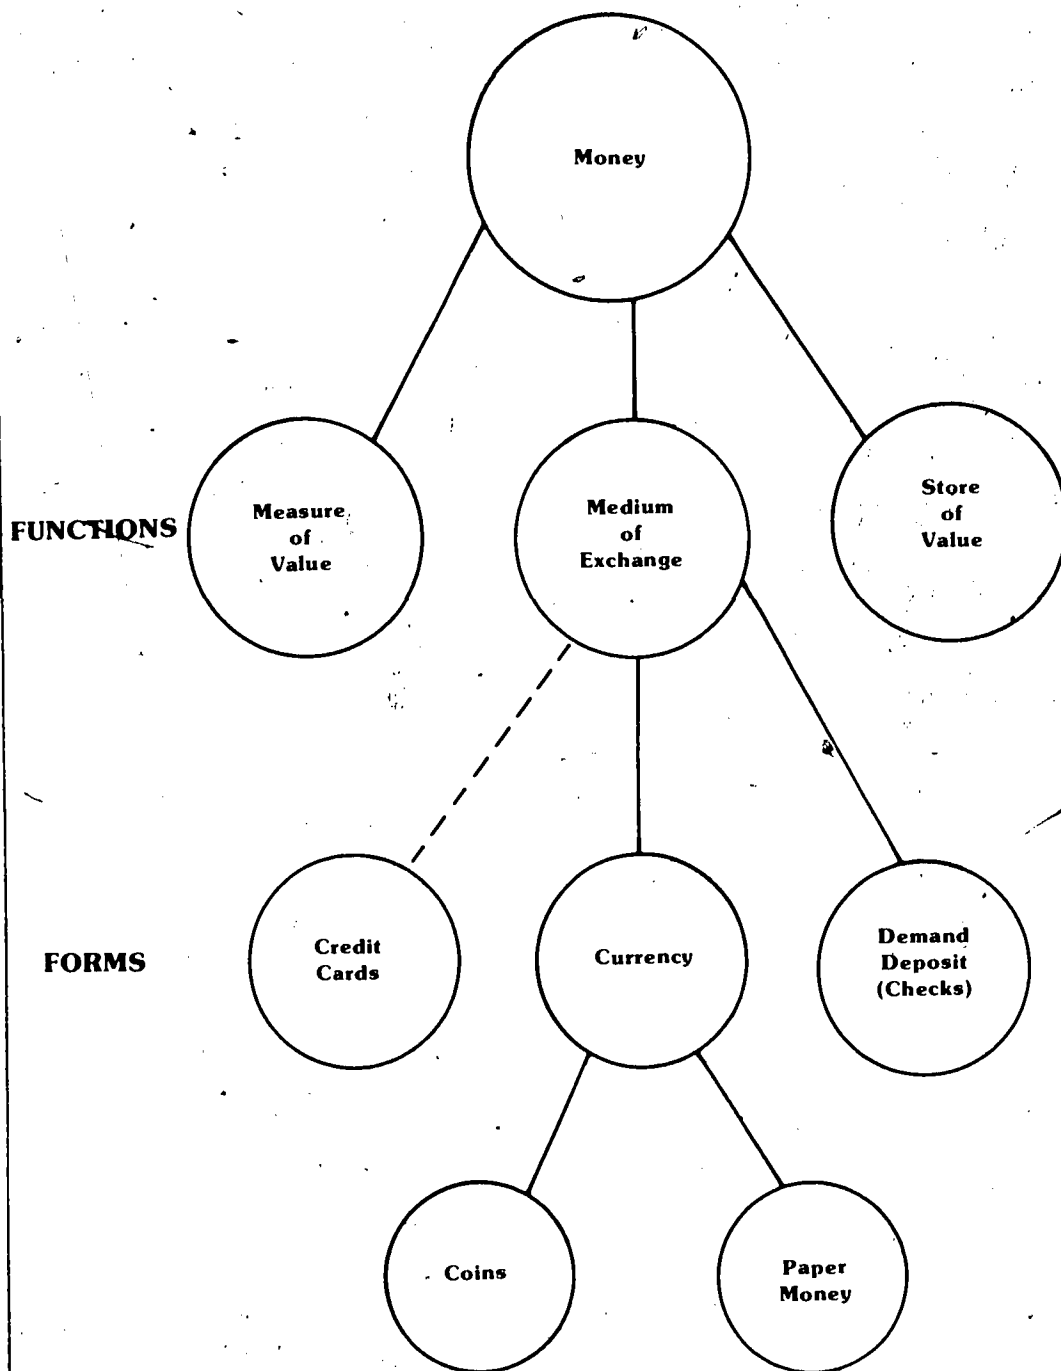 Money
FUNCTIONS
Measure
of
Value
Medium
of
Exchange
Store
of
Value
FORMS
Credit
Cards
Currency
Demand
Deposit
(Checks)
Coins
Paper
Money